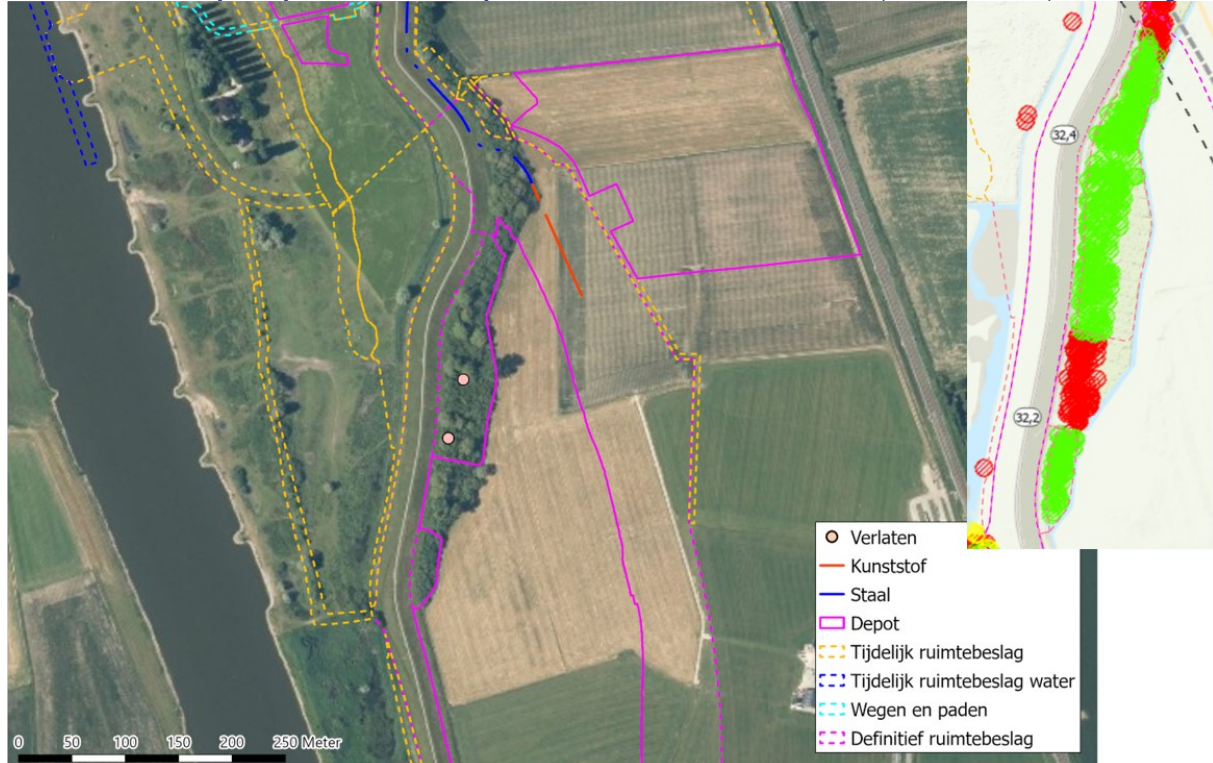 32,4
32,2
Verlaten
Kunststof
Staal
Depot
Tijdelijk ruimtebeslag
Tijdelijk ruimtebeslag water
Wegen en paden
Definitief ruimtebeslag
0 50 100 150 200 250 Meter